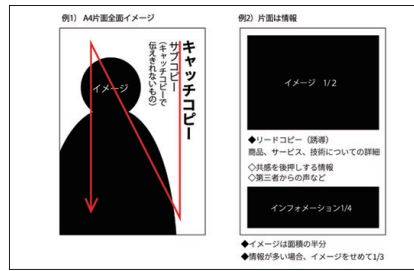 例1） A4片面全面イメージ
キャッチコピー
サブコピー
（キャッチコピーで
伝えきれないもの）
イメージ
例2）片面は情報
イメージ 1/2
◆リードコピー（誘導）
商品、サービス、技術についての詳細
◇共感を後押しする情報
◇第三者からの声など
インフォメーション1/4
◆イメージは面積の半分
◆情報が多い場合、イメージをせめて1/3